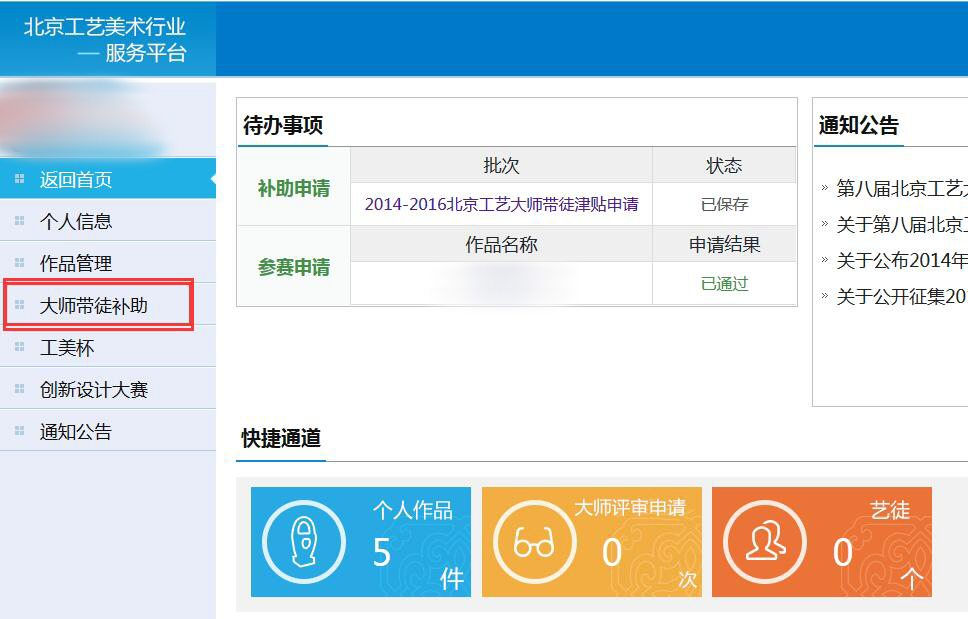 北京工艺美术行业
— 服务平台
返回首页
个人信息
作品管理
大师带徒补助
工美杯
创新设计大赛
通知公告
待办事项
补助申请
批次 状态
2014-2016北京工艺大师带徒津贴申请 已保存
参赛申请
作品名称 申请结果
已通过
通知公告
» 第八届北京工艺
» 关于第八届北京
» 关于公布2014年
» 关于公开征集20
快捷通道
个人作品
5
件
大师评审申请
0
次
艺徒
0
个